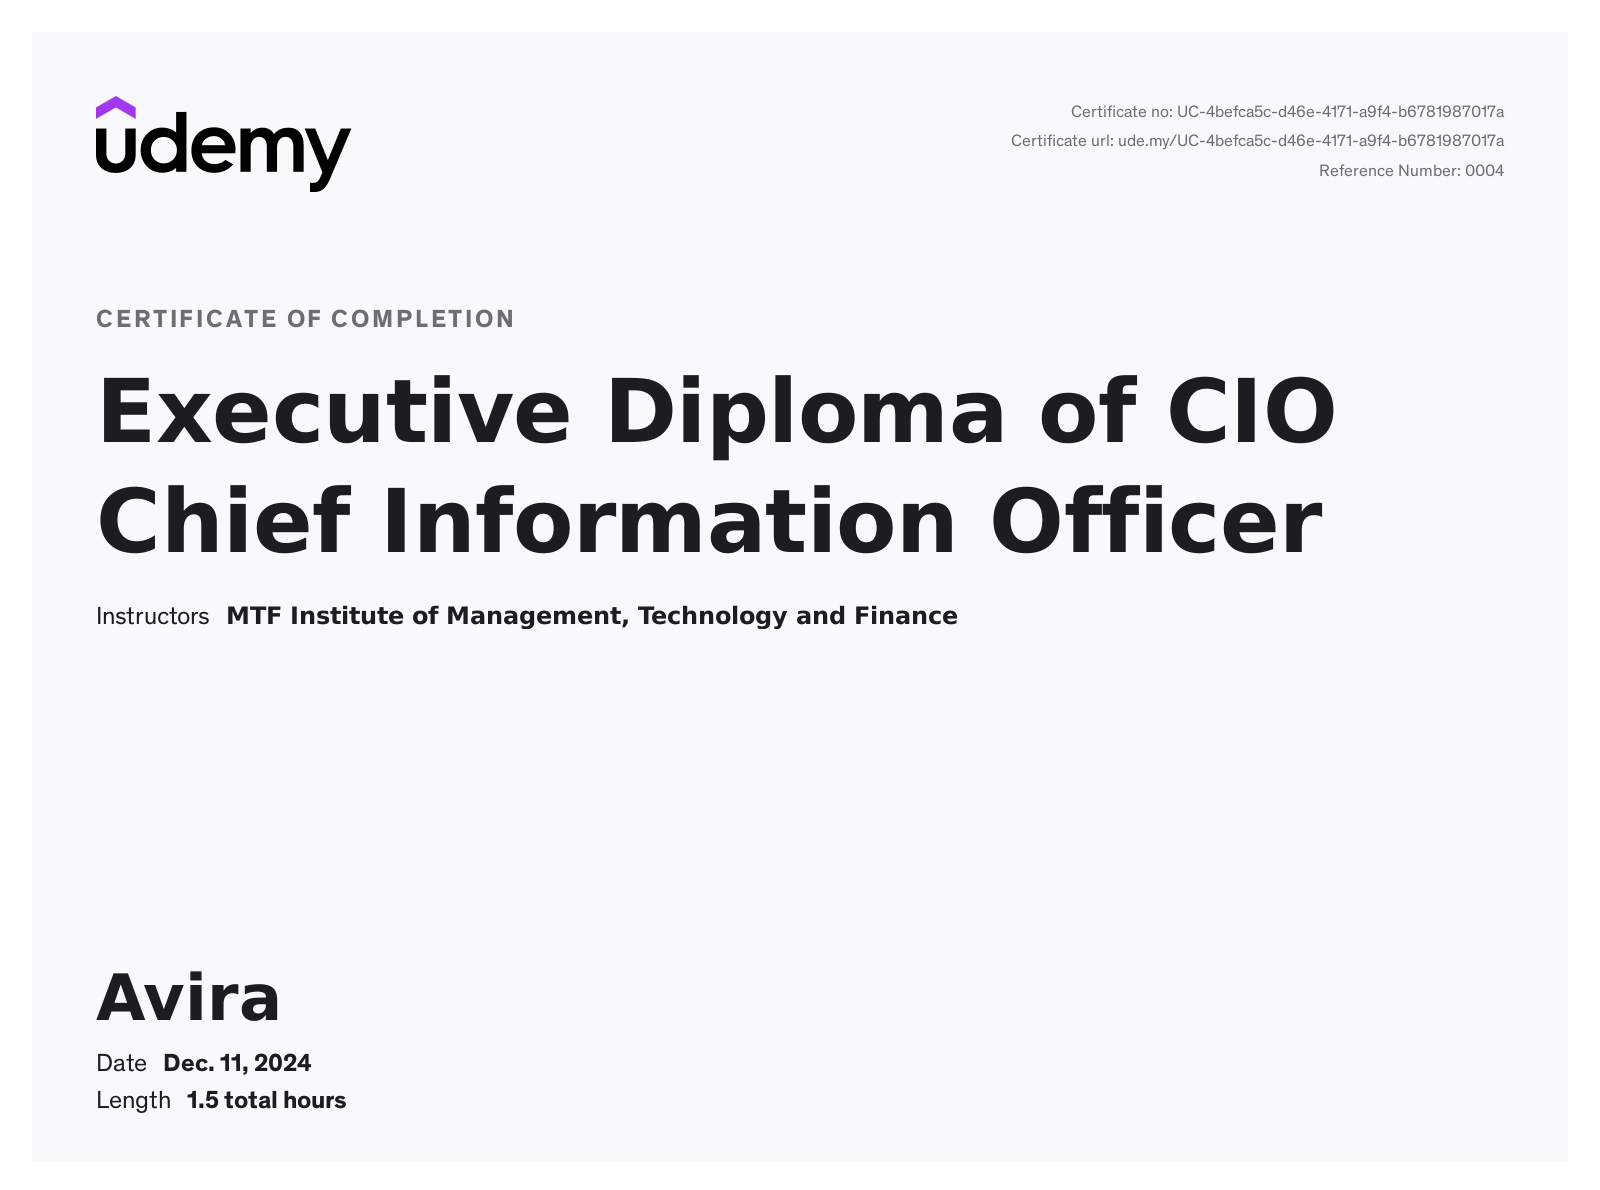 udemy
Certificate no: UC-4befca5c-d46e-4171-a9f4-b6781987017a
Certificate url: ude.my/UC-4befca5c-d46e-4171-a9f4-b6781987017a
Reference Number: 0004
CERTIFICATE OF COMPLETION
Executive Diploma of CIO
Chief Information Officer
Instructors MTF Institute of Management, Technology and Finance
Avira
Date Dec. 11, 2024
Length 1.5 total hours